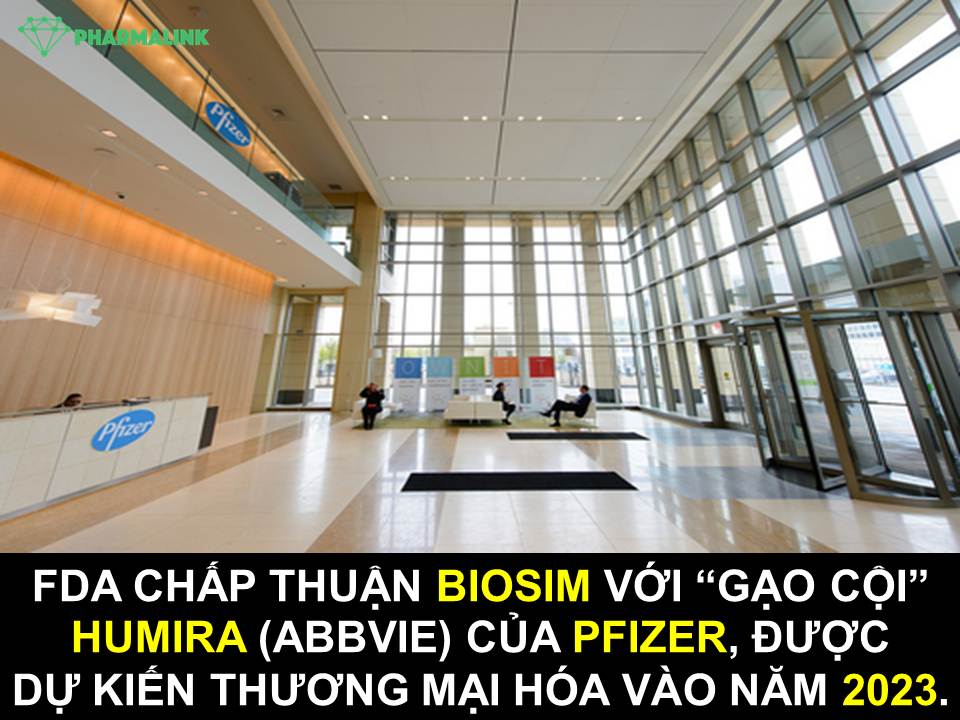 PHARMALINK
Pfizer
OWNIT
Pfizer
FDA CHẤP THUẬN BIOSIM VỚI “GẠO CỘI”
HUMIRA (ABBVIE) CỦA PFIZER, ĐƯỢC
DỰ KIẾN THƯƠNG MẠI HÓA VÀO NĂM 2023.